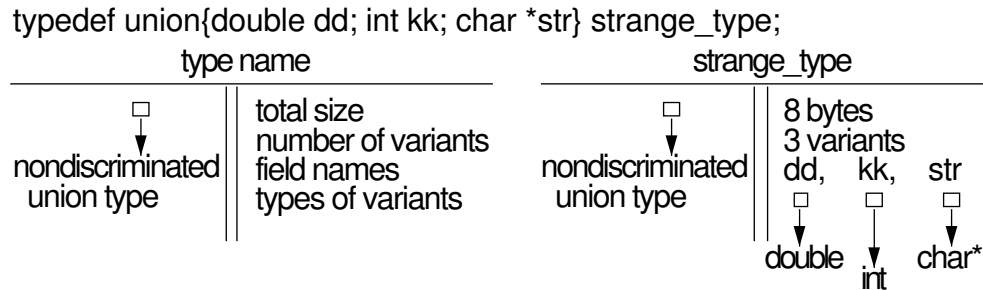 typedef union{double dd; int kk; char *str} strange_type;
type name
nondiscriminated
union type
total size
number of variants
field names
types of variants
strange_type
nondiscriminated
union type
8 bytes
3 variants
dd, kk, str
double
int
char*